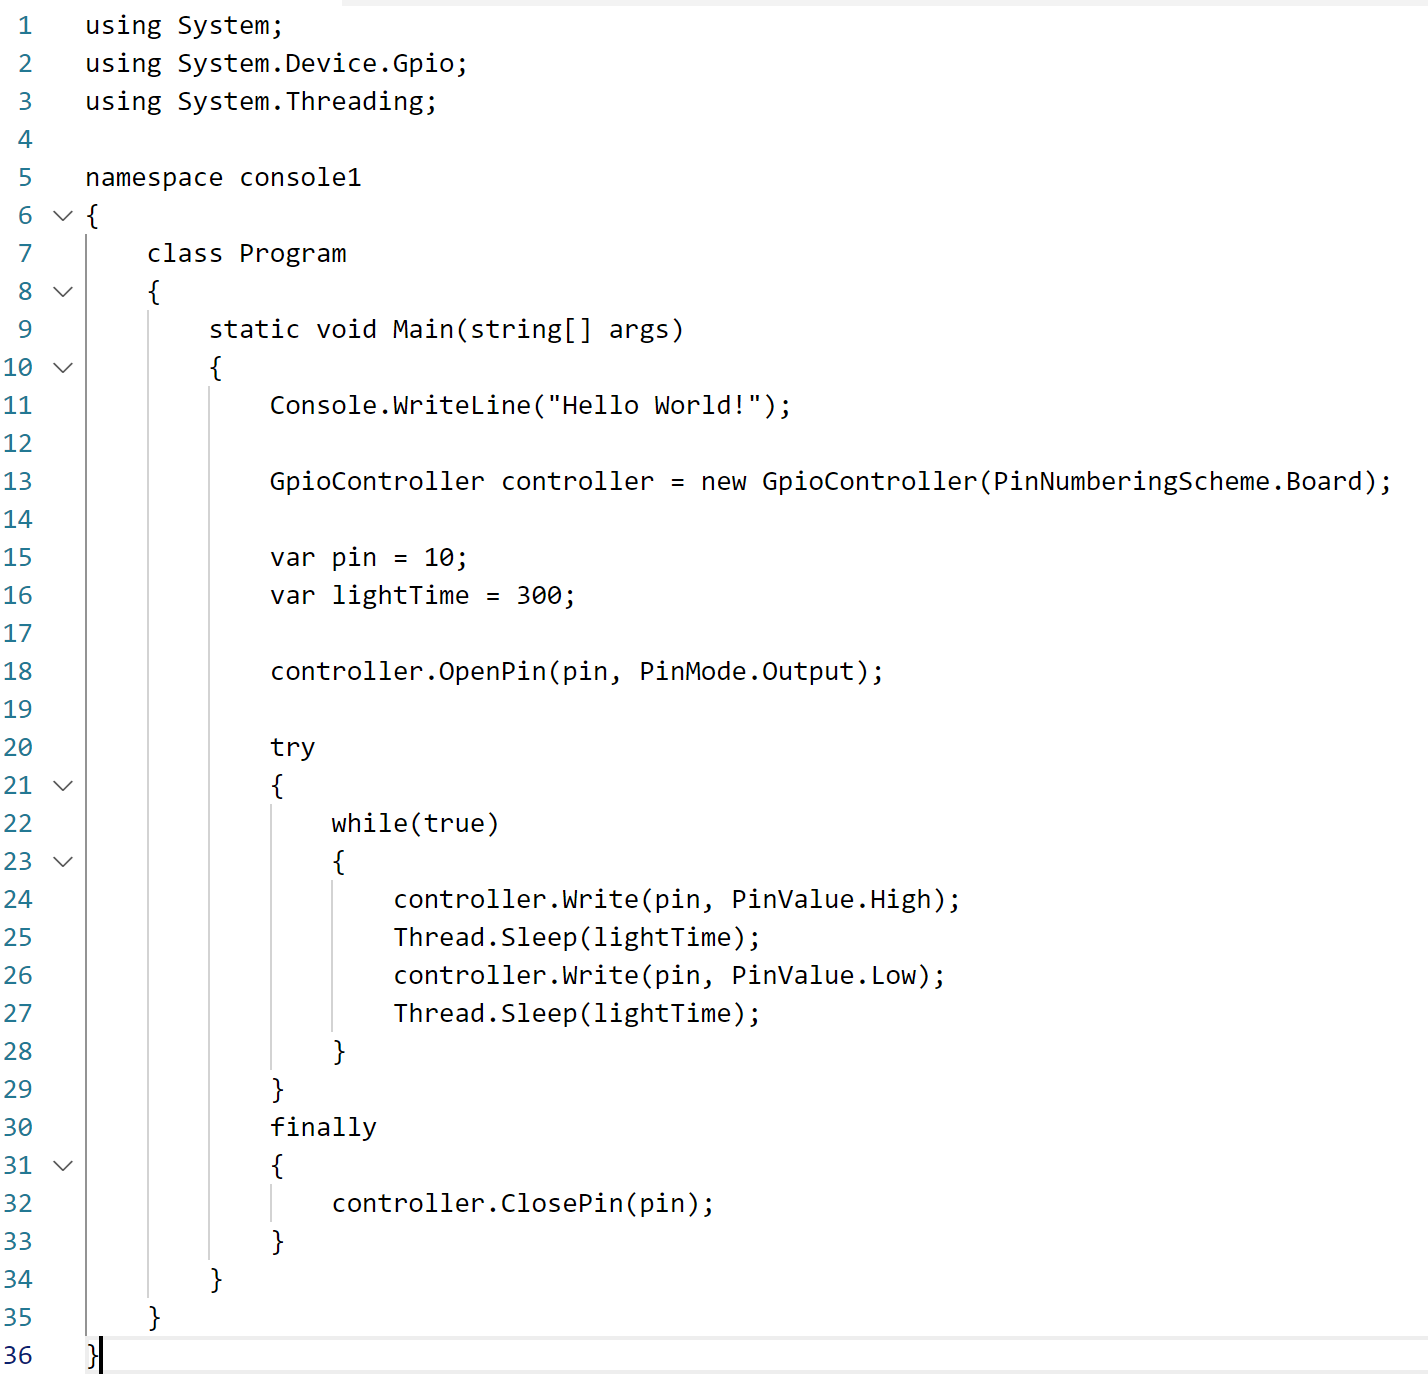 1 using System;
2 using System.Device.Gpio;
3 using System.Threading;
4
5 namespace console1
6 {
7     class Program
8     {
9         static void Main(string[] args)
10         {
11             Console.WriteLine("Hello World!");
12
13             GpioController controller = new GpioController(PinNumberingScheme.Board);
14
15             var pin = 10;
16             var lightTime = 300;
17
18             controller.OpenPin(pin, PinMode.Output);
19
20             try
21             {
22                 while(true)
23                 {
24                     controller.Write(pin, PinValue.High);
25                     Thread.Sleep(lightTime);
26                     controller.Write(pin, PinValue.Low);
27                     Thread.Sleep(lightTime);
28                 }
29             }
30             finally
31             {
32                 controller.ClosePin(pin);
33             }
34         }
35     }
36 }